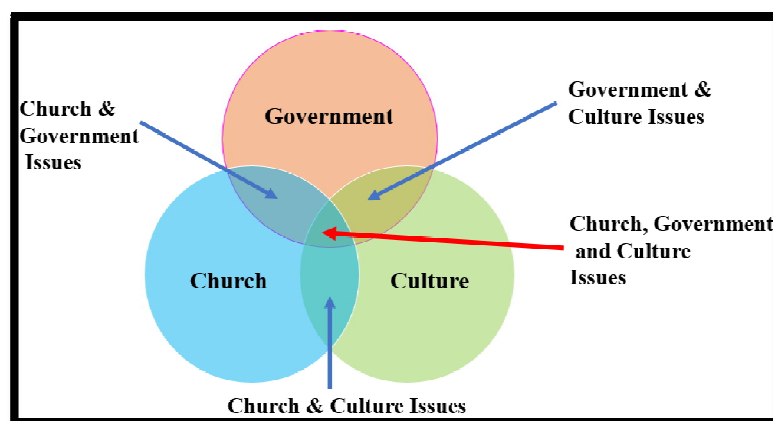 Government
Church &
Government
Issues
Government &
Culture Issues
Church, Government
and Culture
Issues
Church
Culture
Church & Culture Issues